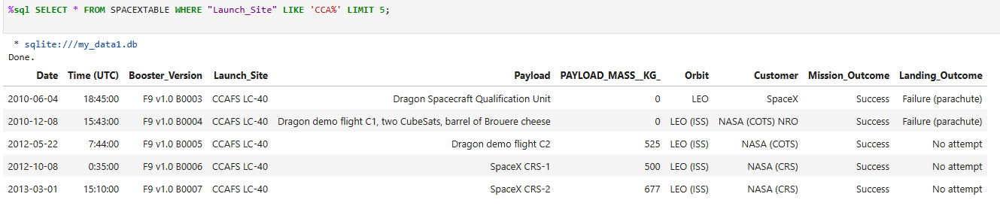 %sql SELECT * FROM SPACEXTABLE WHERE "Launch_Site" LIKE 'CCA%' LIMIT 5;
* sqlite:///my_data1.db
Done.
Date Time (UTC) Booster_Version Launch_Site Payload PAYLOAD_MASS__KG_ Orbit Customer Mission_Outcome Landing_Outcome
2010-06-04 18:45:00 F9 v1.0 B0003 CCAFS LC-40 Dragon Spacecraft Qualification Unit 0 LEO SpaceX Success Failure (parachute)
2010-12-08 15:43:00 F9 v1.0 B0004 CCAFS LC-40 Dragon demo flight C1, two CubeSats, barrel of Brouere cheese 0 LEO (ISS) NASA (COTS) NRO Success Failure (parachute)
2012-05-22 7:44:00 F9 v1.0 B0005 CCAFS LC-40 Dragon demo flight C2 525 LEO (ISS) NASA (COTS) Success No attempt
2012-10-08 0:35:00 F9 v1.0 B0006 CCAFS LC-40 SpaceX CRS-1 500 LEO (ISS) NASA (CRS) Success No attempt
2013-03-01 15:10:00 F9 v1.0 B0007 CCAFS LC-40 SpaceX CRS-2 677 LEO (ISS) NASA (CRS) Success No attempt